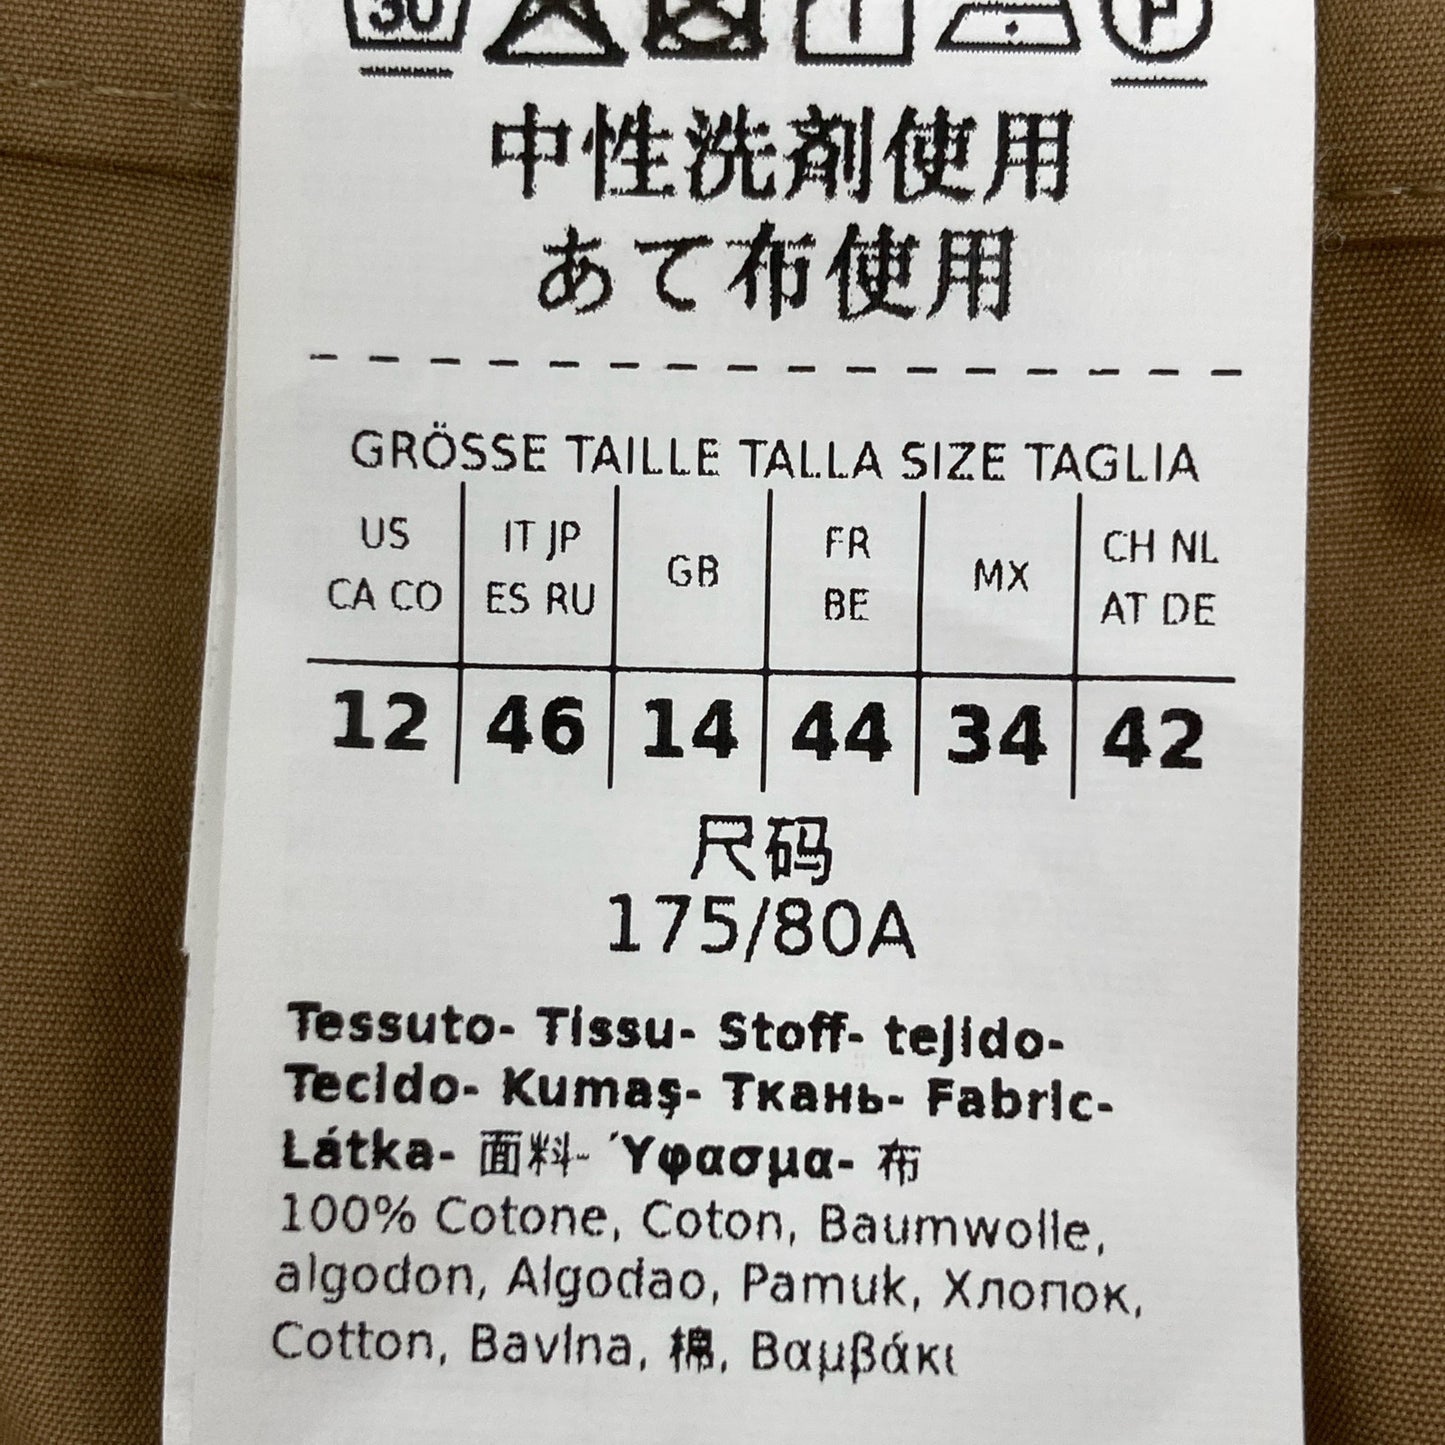 30 P
中性洗剤使用
あて布使用
GRÖSSE TAILLE TALLA SIZE TAGLIA
US CA CO IT JP ES RU GB FR BE MX CH NL AT DE
12 46 14 44 34 42
尺码
175/80A
Tessuto- Tissu- Stoff- tejido-
Tecido- Kumaş- Ткань- Fabric-
Látka- 面料- Ύφασμα- 布
100% Cotone, Coton, Baumwolle,
algodon, Algodao, Pamuk, Хлопок,
Cotton, Bavlna, 棉, Βαμβάκι